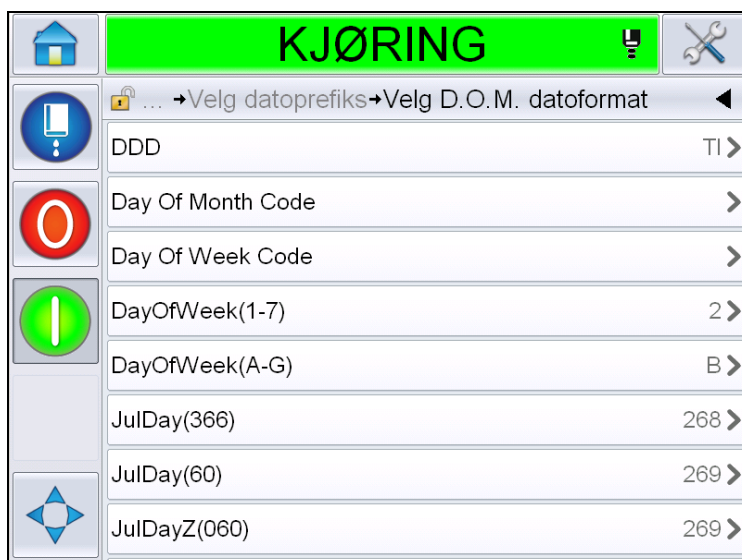 KJØRING
... →Velg datoprefiks→Velg D.O.M. datoformat
DDD TI
Day Of Month Code
Day Of Week Code
DayOfWeek(1-7) 2
DayOfWeek(A-G) B
JulDay(366) 268
JulDay(60) 269
JulDayZ(060) 269